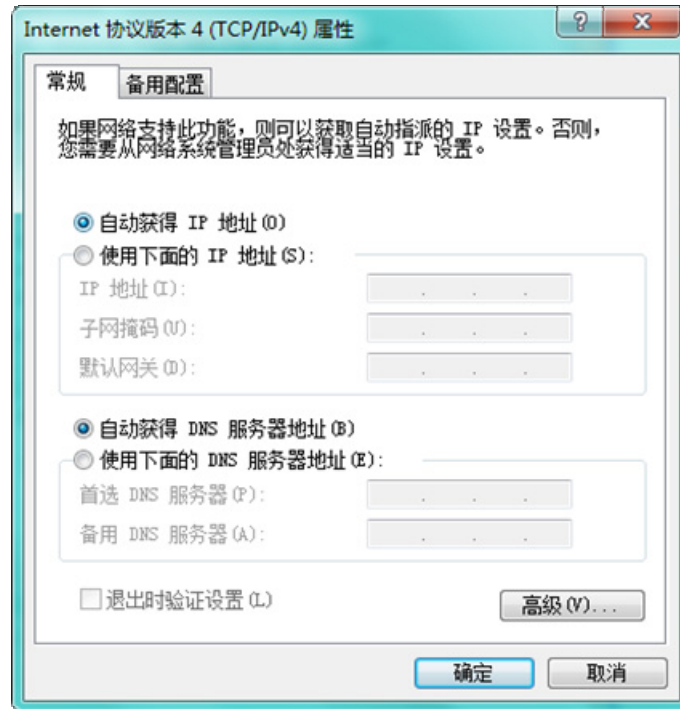 Internet 协议版本 4 (TCP/IPv4) 属性
常规
备用配置
如果网络支持此功能，则可以获取自动指派的 IP 设置。否则，
您需要从网络系统管理员处获得适当的 IP 设置。
自动获得 IP 地址(O)
使用下面的 IP 地址(S):
IP 地址(I):
子网掩码(U):
默认网关(D):
自动获得 DNS 服务器地址(B)
使用下面的 DNS 服务器地址(E):
首选 DNS 服务器(P):
备用 DNS 服务器(A):
退出时验证设置(L)
高级(V)...
确定
取消